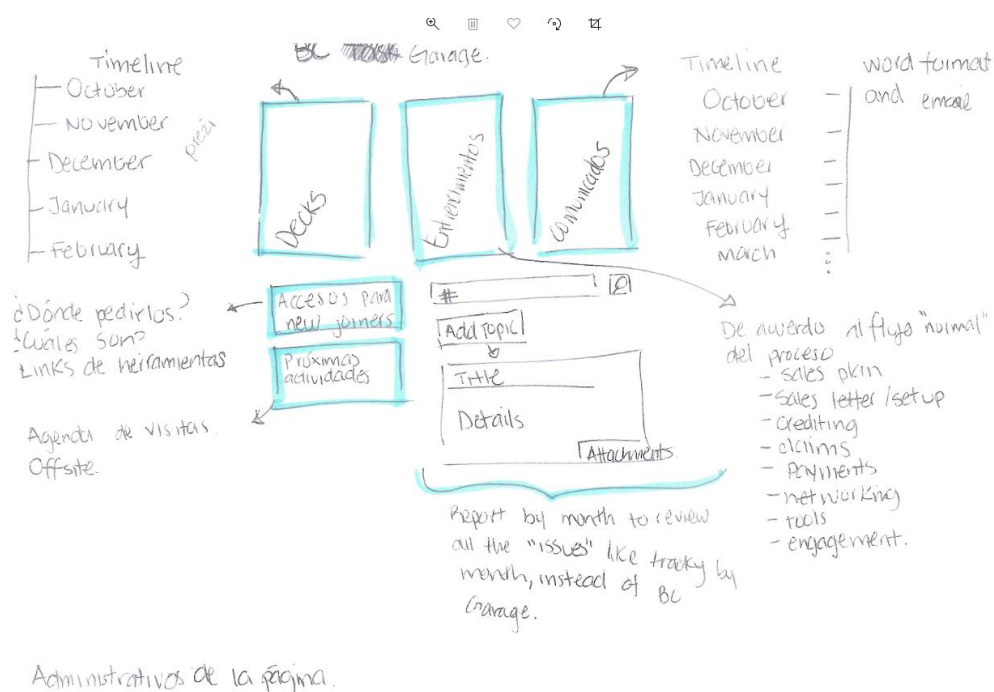 BC Garage.
Timeline
October
November
December
January
February
prezi
Decks
Entrenamientos
Comunicados
Timeline
October
November
December
January
February
march
word format
and email
¿Dónde pedirlos?
¿Cuáles son?
Links de herramientas
Accesos para
new joiners
Próximas
actividades
Agenda de visitas.
Offsite.
#
Add Topic
Title
Details
Attachments
Report by month to review
all the "issues" like tracky by
month, instead of BC
Garage.
De acuerdo al flujo "normal"
del proceso
- sales plan
- Sales letter/setup
- crediting
- claims
- payments
- networking
- tools
- engagement.
Administrativos de la página.